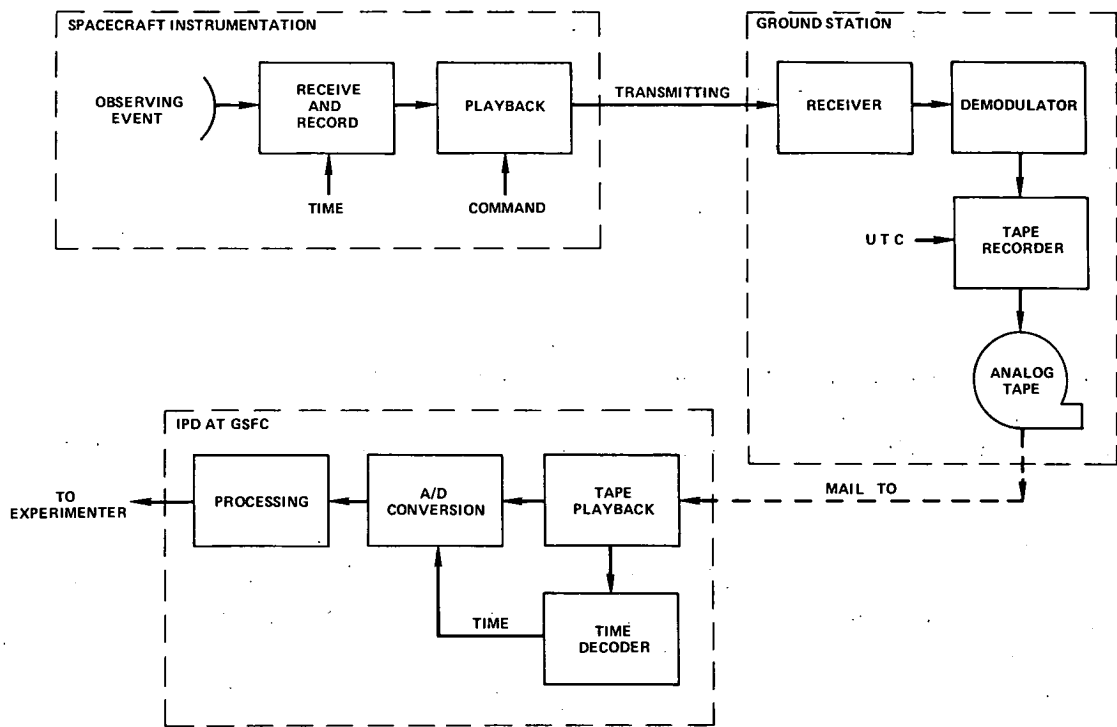 SPACECRAFT INSTRUMENTATION
OBSERVING
EVENT
RECEIVE
AND
RECORD
PLAYBACK
TIME
COMMAND
TRANSMITTING
GROUND STATION
RECEIVER
DEMODULATOR
U T C
TAPE
RECORDER
ANALOG
TAPE
MAIL TO
IPD AT GSFC
TAPE
PLAYBACK
A/D
CONVERSION
PROCESSING
TO
EXPERIMENTER
TIME
TIME
DECODER